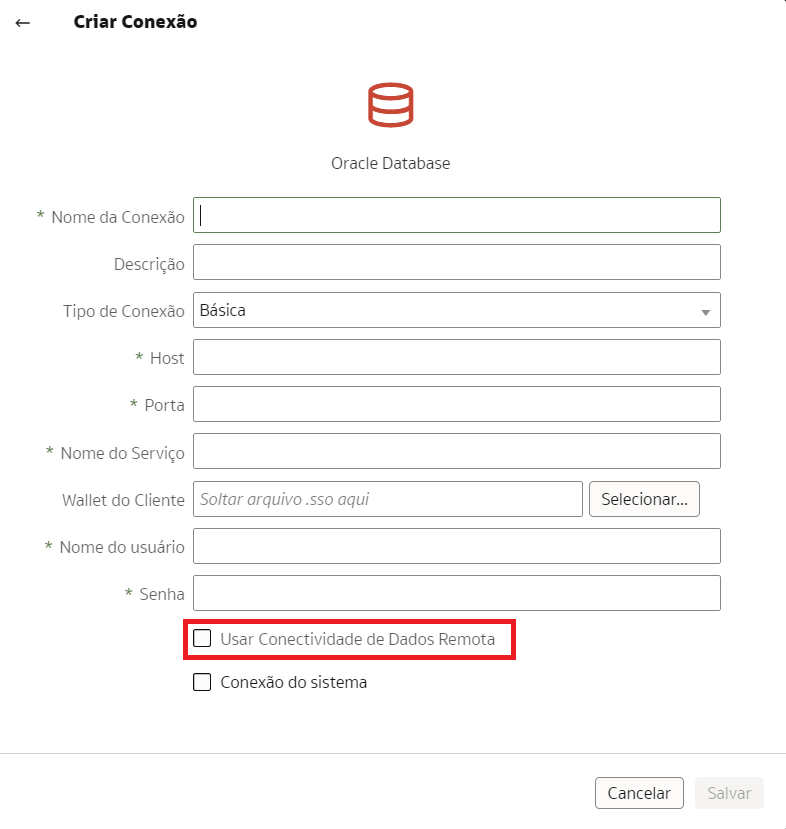 Criar Conexão
Oracle Database
* Nome da Conexão
Descrição
Tipo de Conexão Básica
* Host
* Porta
* Nome do Serviço
Wallet do Cliente Soltar arquivo .sso aqui Selecionar...
* Nome do usuário
* Senha
Usar Conectividade de Dados Remota
Conexão do sistema
Cancelar Salvar